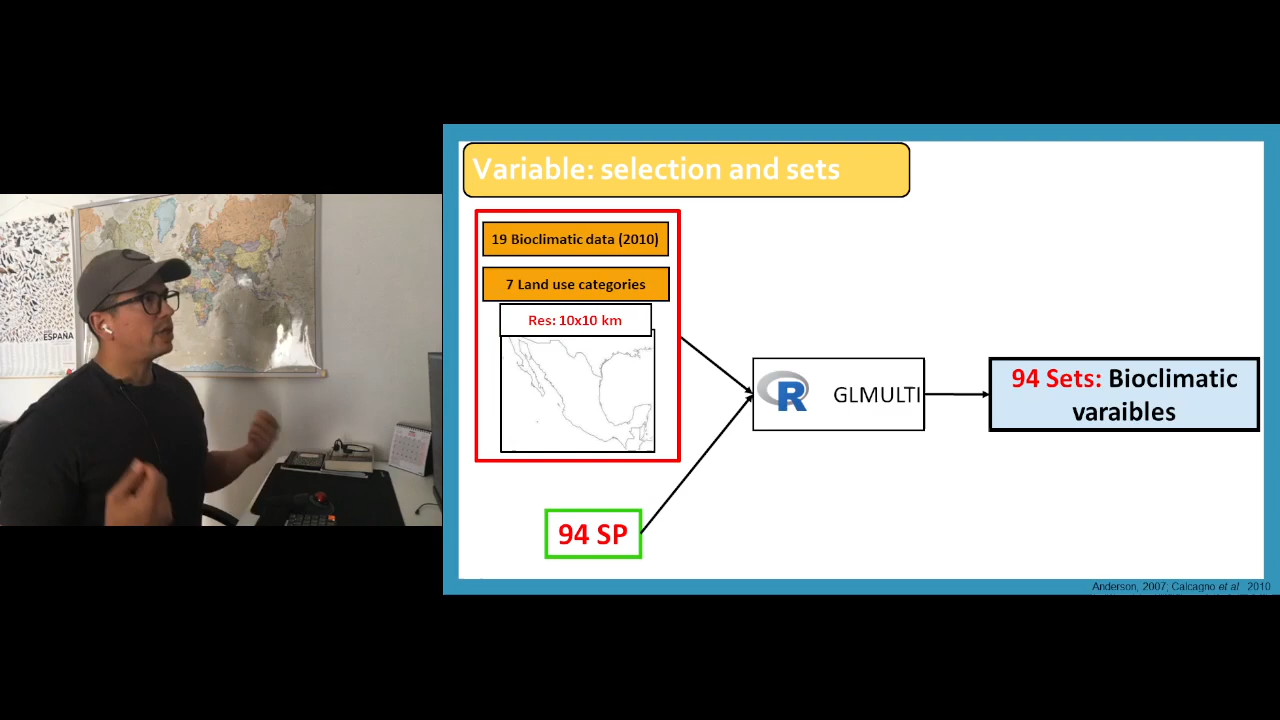 Variable: selection and sets
19 Bioclimatic data (2010)
7 Land use categories
Res: 10x10 km
R GLMULTI
94 Sets: Bioclimatic
varaibles
94 SP
Anderson, 2007; Calcagno et al 2010
ESPAÑA